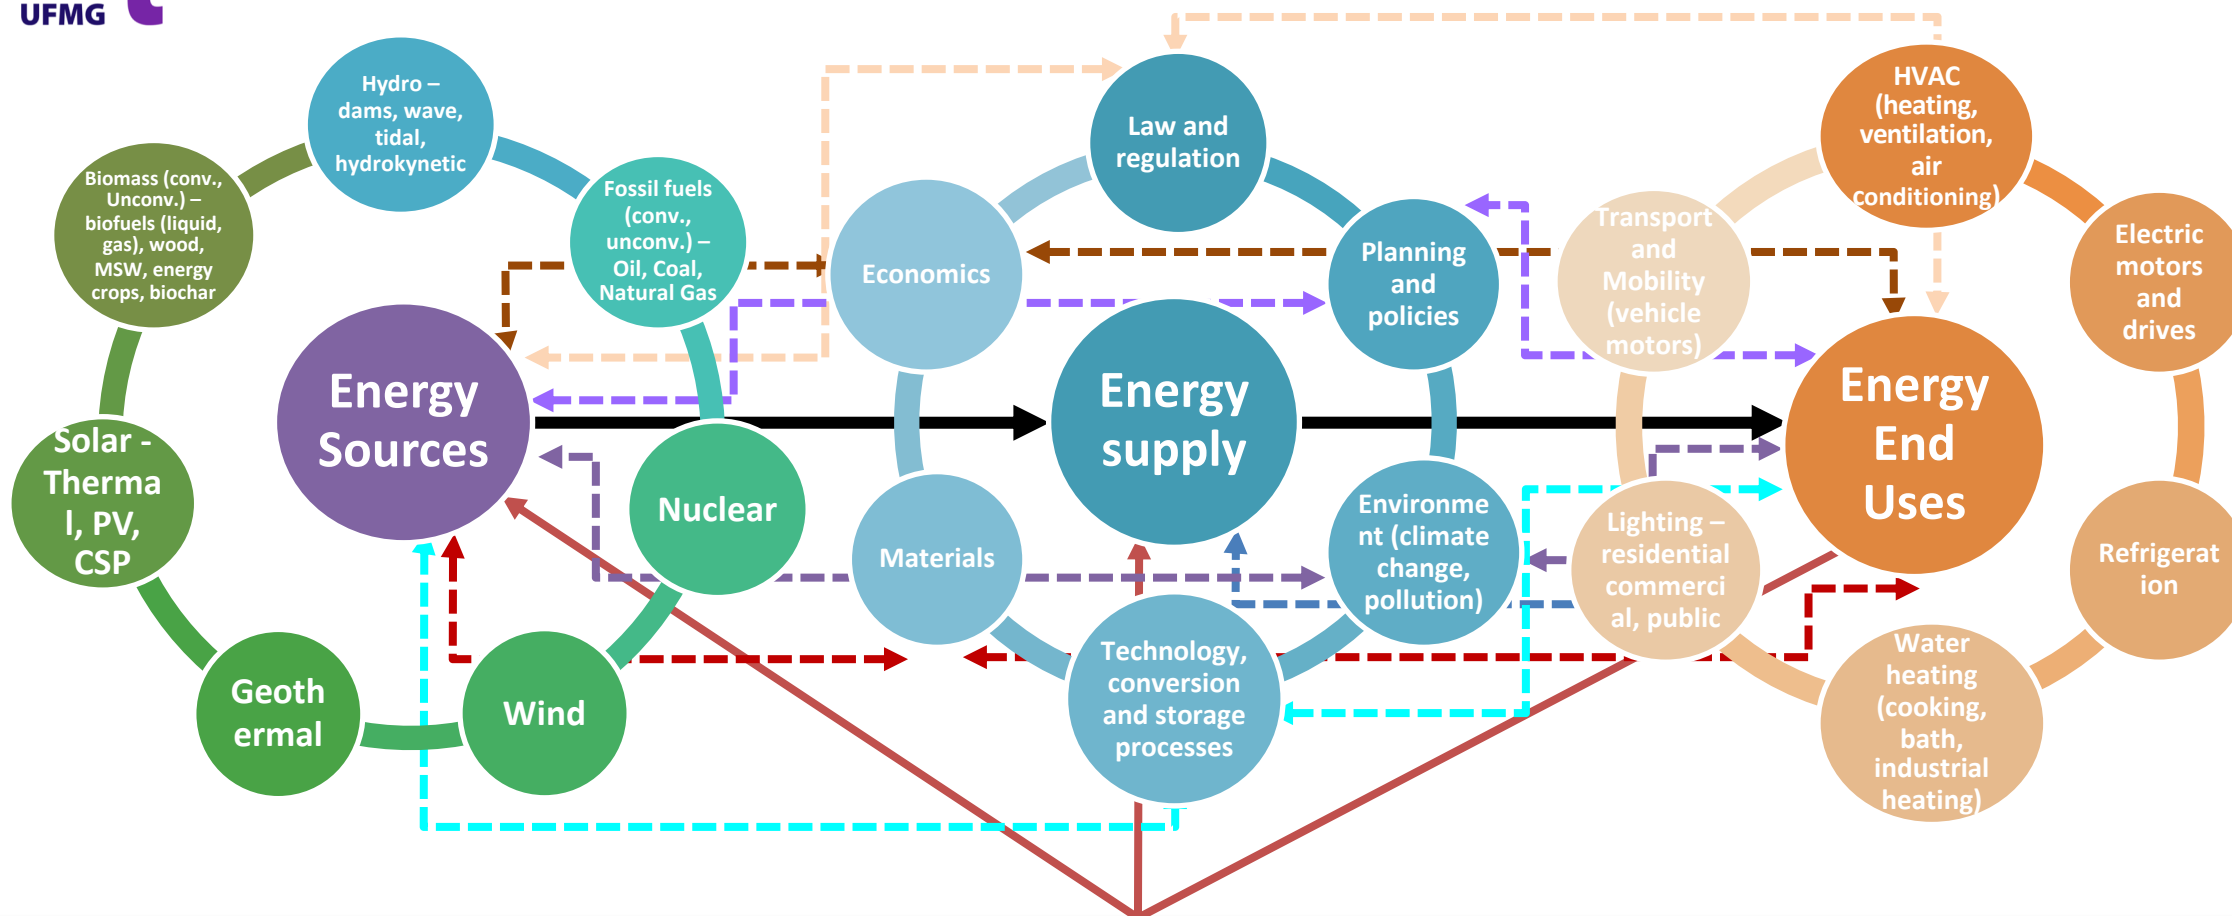 UFMG
Hydro –
dams, wave,
tidal,
hydrokynetic
Biomass (conv.,
Unconv.) –
biofuels (liquid,
gas), wood,
MSW, energy
crops, biochar
Fossil fuels
(conv.,
unconv.) –
Oil, Coal,
Natural Gas
Energy
Sources
Solar -
Therma
l, PV,
CSP
Nuclear
Geoth
ermal
Wind
Law and
regulation
Economics
Planning
and
policies
Energy
supply
Materials
Environme
nt (climate
change,
pollution)
Technology,
conversion
and storage
processes
HVAC
(heating,
ventilation,
air
conditioning)
Transport
and
Mobility
(vehicle
motors)
Electric
motors
and
drives
Energy
End
Uses
Lighting –
residential
commerci
al, public
Refrigerat
ion
Water
heating
(cooking,
bath,
industrial
heating)